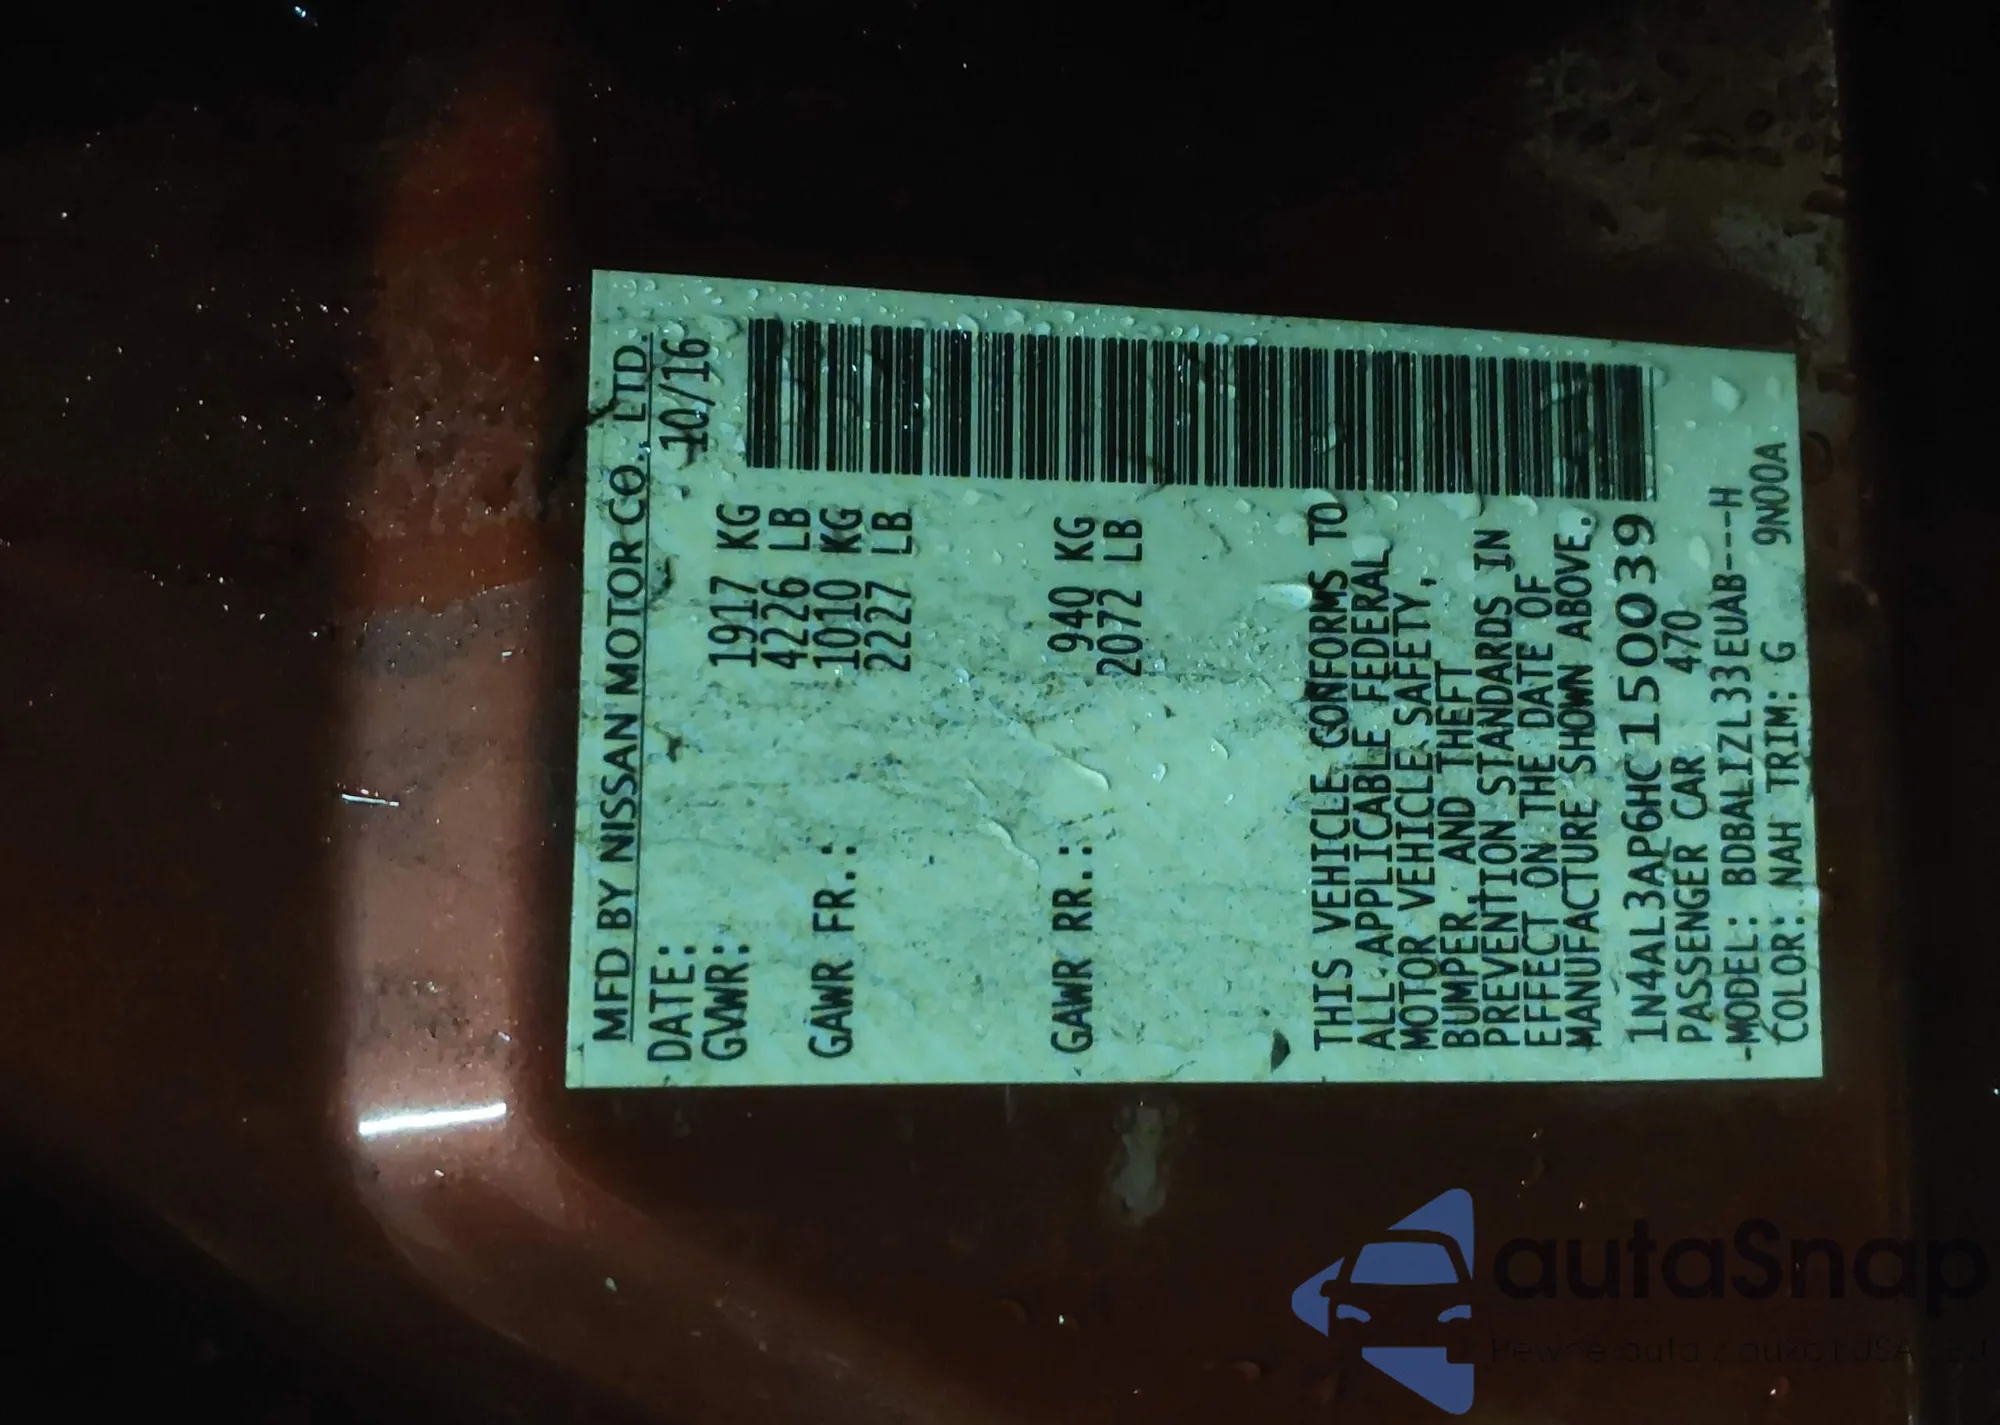 MFD BY NISSAN MOTOR CO., LTD.
DATE: 10/16
GVWR: 1917 KG
4226 LB
GAWR FR.: 1010 KG
2227 LB
GAWR RR.: 940 KG
2072 LB
THIS VEHICLE CONFORMS TO
ALL APPLICABLE FEDERAL
MOTOR VEHICLE SAFETY,
BUMPER, AND THEFT
PREVENTION STANDARDS IN
EFFECT ON THE DATE OF
MANUFACTURE SHOWN ABOVE.
1N4AL3AP6HC150039
PASSENGER CAR 470
MODEL: BDBALIZL33EUAB---H
COLOR: NAH TRIM: G 9N00A
autaSnap